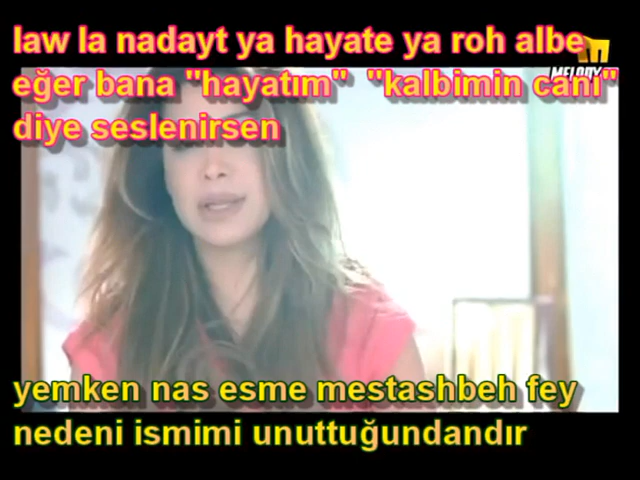 law la nadayt ya hayate ya roh albe
eğer bana "hayatım" "kalbimin canı"
diye seslenirsen
yemken nas esme mestashbeh fey
nedeni ismimi unuttuğundandır